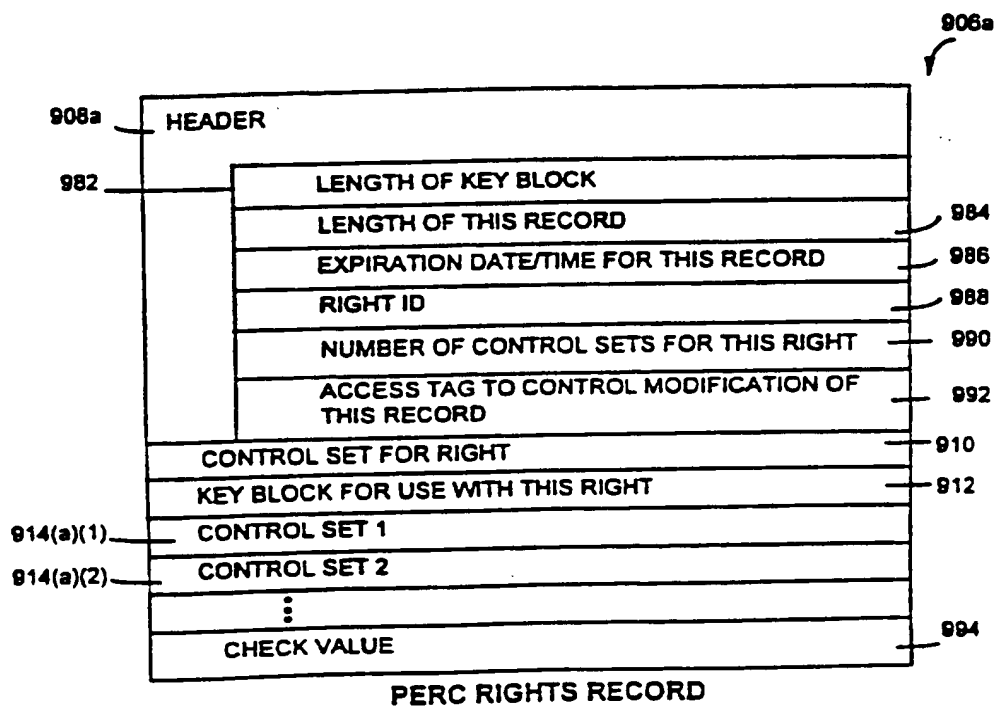 906a
908a
HEADER
982
LENGTH OF KEY BLOCK
LENGTH OF THIS RECORD
984
EXPIRATION DATE/TIME FOR THIS RECORD
986
RIGHT ID
988
NUMBER OF CONTROL SETS FOR THIS RIGHT
990
ACCESS TAG TO CONTROL MODIFICATION OF
THIS RECORD
992
CONTROL SET FOR RIGHT
910
KEY BLOCK FOR USE WITH THIS RIGHT
912
914(a)(1)
CONTROL SET 1
914(a)(2)
CONTROL SET 2
CHECK VALUE
994
PERC RIGHTS RECORD